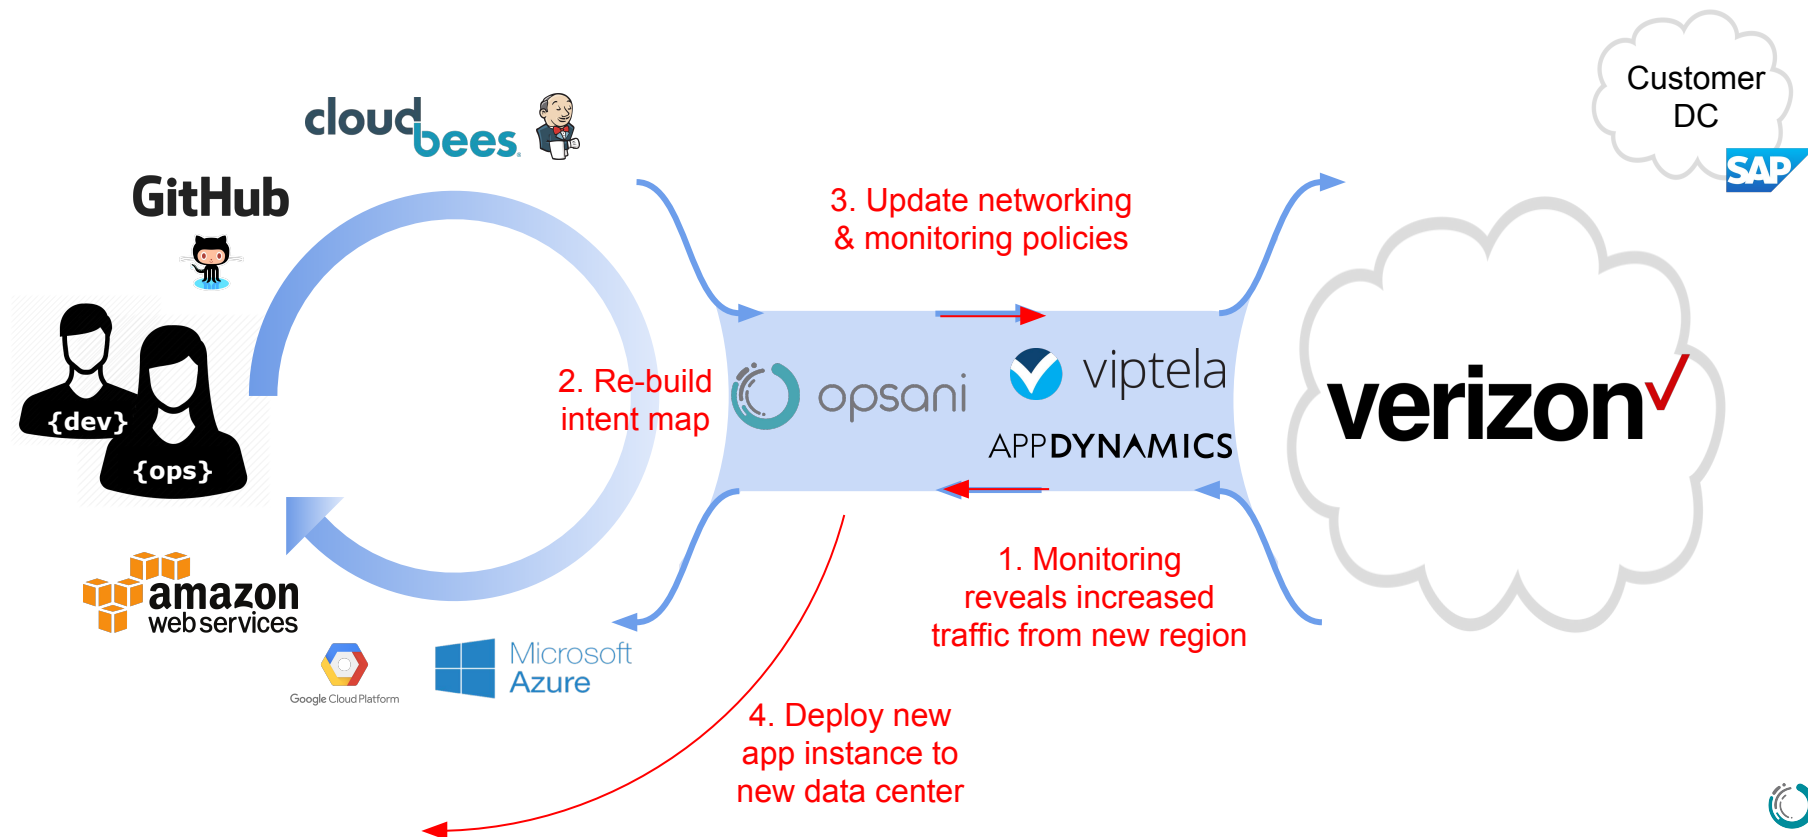 Customer
DC
SAP
cloud
bees
GitHub
3. Update networking
& monitoring policies
{dev}
{ops}
2. Re-build
intent map
opsani
viptela
APPDYNAMICS
verizon✓
1. Monitoring
reveals increased
traffic from new region
amazon
web services
Google Cloud Platform
Microsoft
Azure
4. Deploy new
app instance to
new data center